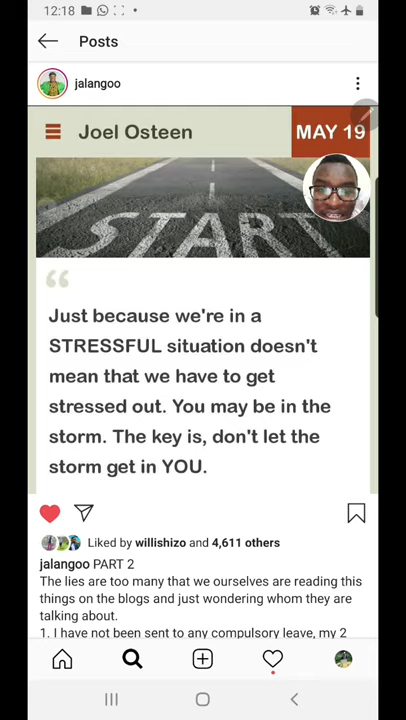 12:18
Posts
jalangoo
Joel Osteen
MAY 19
START
“
Just because we're in a
STRESSFUL situation doesn't
mean that we have to get
stressed out. You may be in the
storm. The key is, don't let the
storm get in YOU.
Liked by willishizo and 4,611 others
jalangoo PART 2
The lies are too many that we ourselves are reading this
things on the blogs and just wondering whom they are
talking about.
1. I have not been sent to any compulsory leave, my 2